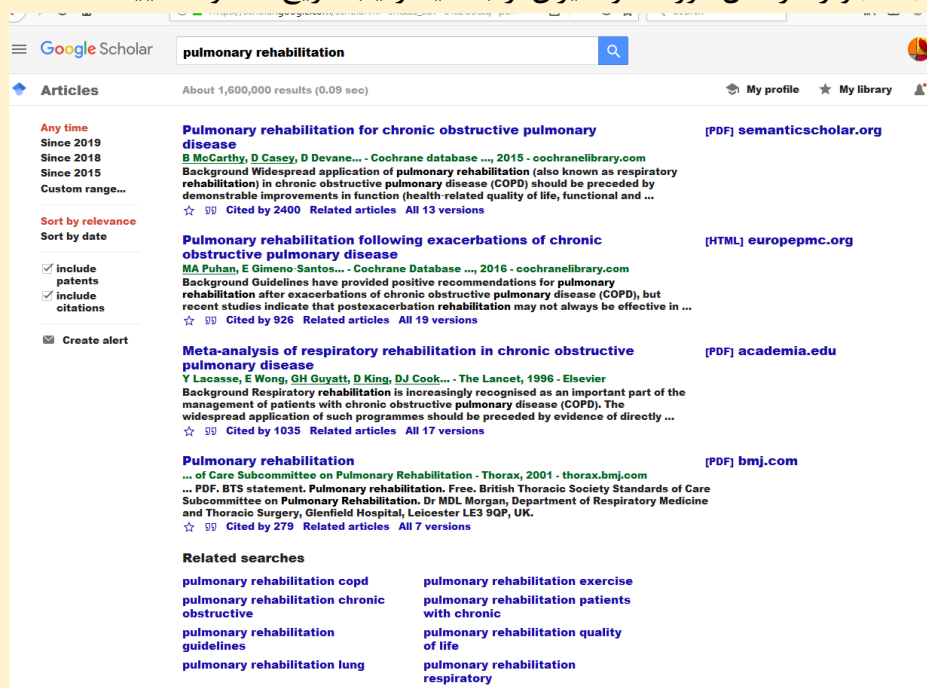 Google Scholar
pulmonary rehabilitation
Articles
About 1,600,000 results (0.09 sec)
My profile
My library
Any time
Since 2019
Since 2018
Since 2015
Custom range...
Sort by relevance
Sort by date
include
patents
include
citations
Create alert
Pulmonary rehabilitation for chronic obstructive pulmonary
disease
[PDF] semanticscholar.org
B McCarthy, D Casey, D Devane... - Cochrane database ..., 2015 - cochranelibrary.com
Background Widespread application of pulmonary rehabilitation (also known as respiratory
rehabilitation) in chronic obstructive pulmonary disease (COPD) should be preceded by
demonstrable improvements in function (health-related quality of life, functional and ...
Cited by 2400 Related articles All 13 versions
Pulmonary rehabilitation following exacerbations of chronic
obstructive pulmonary disease
[HTML] europepmc.org
MA Puhan, E Gimeno-Santos... - Cochrane Database ..., 2016 - cochranelibrary.com
Background Guidelines have provided positive recommendations for pulmonary
rehabilitation after exacerbations of chronic obstructive pulmonary disease (COPD), but
recent studies indicate that postexacerbation rehabilitation may not always be effective in ...
Cited by 926 Related articles All 19 versions
Meta-analysis of respiratory rehabilitation in chronic obstructive
pulmonary disease
[PDF] academia.edu
Y Lacasse, E Wong, GH Guyatt, D King, DJ Cook... - The Lancet, 1996 - Elsevier
Background Respiratory rehabilitation is increasingly recognised as an important part of the
management of patients with chronic obstructive pulmonary disease (COPD). The
widespread application of such programmes should be preceded by evidence of directly ...
Cited by 1035 Related articles All 17 versions
Pulmonary rehabilitation
[PDF] bmj.com
... of Care Subcommittee on Pulmonary Rehabilitation - Thorax, 2001 - thorax.bmj.com
... PDF. BTS statement. Pulmonary rehabilitation. Free. British Thoracic Society Standards of Care
Subcommittee on Pulmonary Rehabilitation. Dr MDL Morgan, Department of Respiratory Medicine
and Thoracic Surgery, Glenfield Hospital, Leicester LE3 9QP, UK.
Cited by 279 Related articles All 7 versions
Related searches
pulmonary rehabilitation copd
pulmonary rehabilitation exercise
pulmonary rehabilitation chronic
obstructive
pulmonary rehabilitation patients
with chronic
pulmonary rehabilitation
guidelines
pulmonary rehabilitation quality
of life
pulmonary rehabilitation lung
pulmonary rehabilitation
respiratory